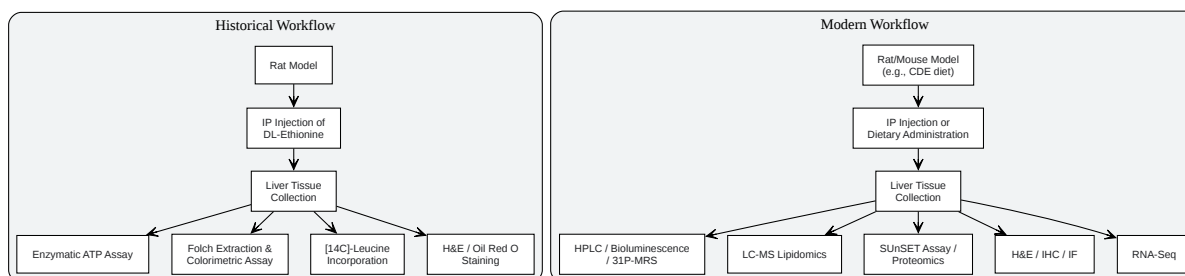 Historical Workflow
Rat Model
IP Injection of
DL-Ethionine
Liver Tissue
Collection
Enzymatic ATP Assay
Folch Extraction &
Colorimetric Assay
[14C]-Leucine
Incorporation
H&E / Oil Red O
Staining
Modern Workflow
Rat/Mouse Model
(e.g., CDE diet)
IP Injection or
Dietary Administration
Liver Tissue
Collection
HPLC / Bioluminescence
/ 31P-MRS
LC-MS Lipidomics
SUnSET Assay /
Proteomics
H&E / IHC / IF
RNA-Seq